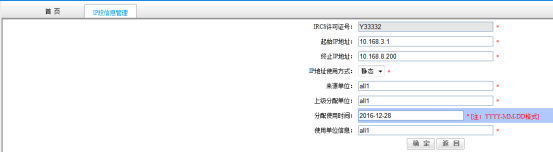 首 页 IP段信息管理
IRCS许可证号： Y33332 *
起始IP地址： 10.168.3.1 *
终止IP地址： 10.168.8.200 *
IP地址使用方式： 静态 *
来源单位： all1 *
上级分配单位： all1 *
分配使用时间： 2016-12-28 *[注：YYYY-MM-DD格式]
使用单位信息： all1 *
确 定 返 回